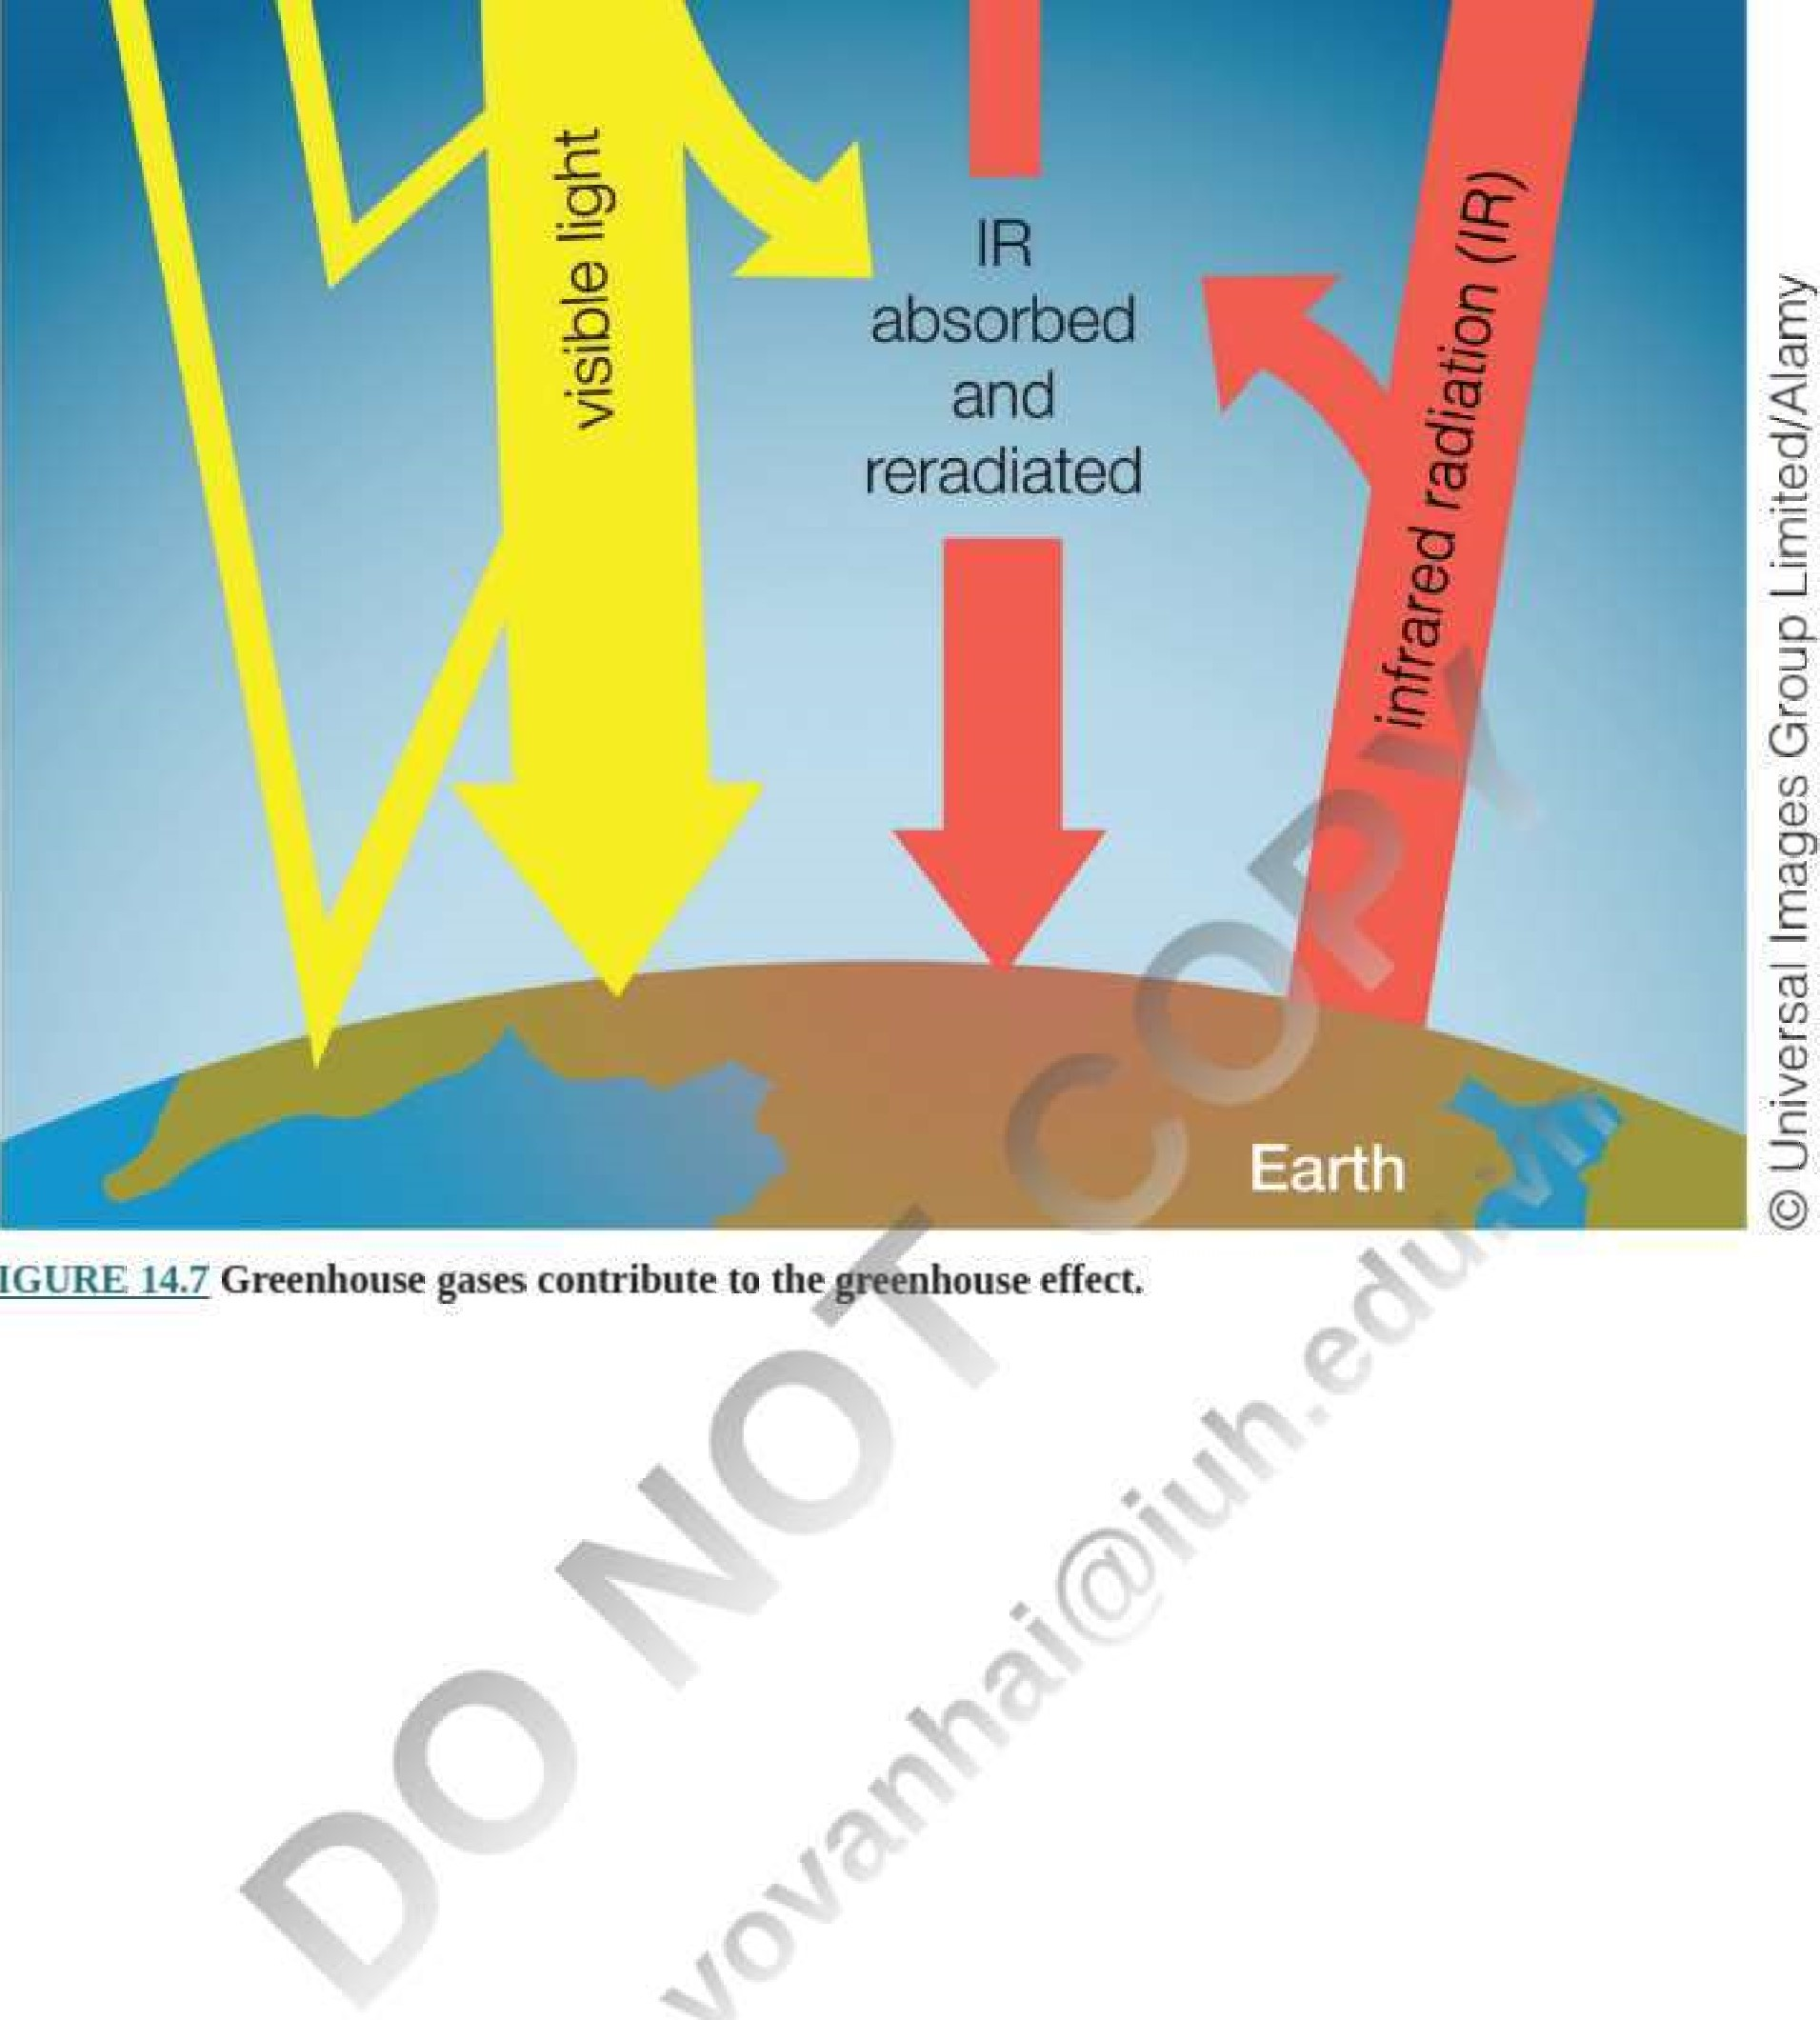 visible light
IR
absorbed
and
reradiated
infrared radiation (IR)
Earth
© Universal Images Group Limited/Alamy
IGURE 14.7 Greenhouse gases contribute to the greenhouse effect.
DO NOT COPY
vovanhai@iuh.edu.vn